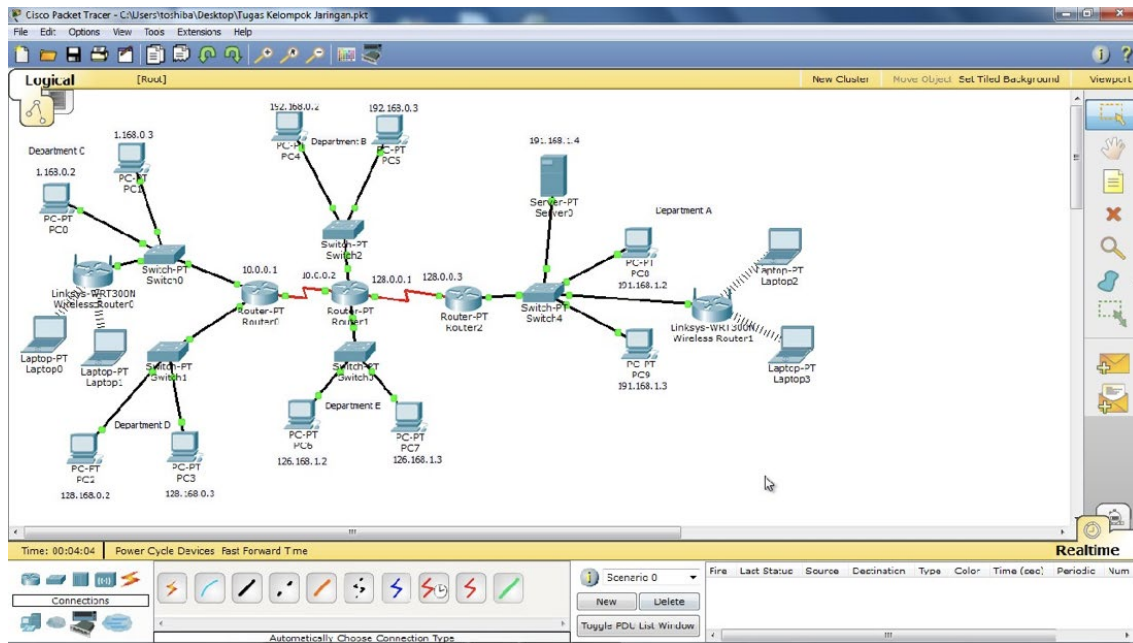 Cisco Packet Tracer - C:\Users\toshiba\Desktop\Tugas Kelompok Jaringan.pkt
File Edit Options View Tools Extensions Help
Logical [Root] New Cluster Move Object Set Tiled Background Viewport
192.168.0.2 192.168.0.3
1.168.0.3
Department C
1.168.0.2
PC-PT
PC1
PC-PT
PC0
PC-PT
PC4
Department B
PC-PT
PC5
191.168.1.4
Server-PT
Server0
Department A
Switch-PT
Switch2
Switch-PT
Switch0
Linksys-WRT300N
Wireless Router0
10.0.0.1
10.0.0.2
128.0.0.1
128.0.0.3
Router-PT
Router0
Router-PT
Router1
Router-PT
Router2
PC-PT
PC8
191.168.1.2
Laptop-PT
Laptop2
Switch-PT
Switch4
Linksys-WRT300N
Wireless Router1
Laptop-PT
Laptop0
Laptop-PT
Laptop1
Switch-PT
Switch1
Switch-PT
Switch3
PC-PT
PC9
191.168.1.3
Laptop-PT
Laptop3
Department D
Department E
PC-PT
PC2
128.168.0.2
PC-PT
PC3
128.168.0.3
PC-PT
PC6
126.168.1.2
PC-PT
PC7
126.168.1.3
Time: 00:04:04 Power Cycle Devices Fast Forward Time Realtime
Connections
Automatically Choose Connection Type
Scenario 0
New Delete
Toggle PDU List Window
Fire Last Status Source Destination Type Color Time (sec) Periodic Num